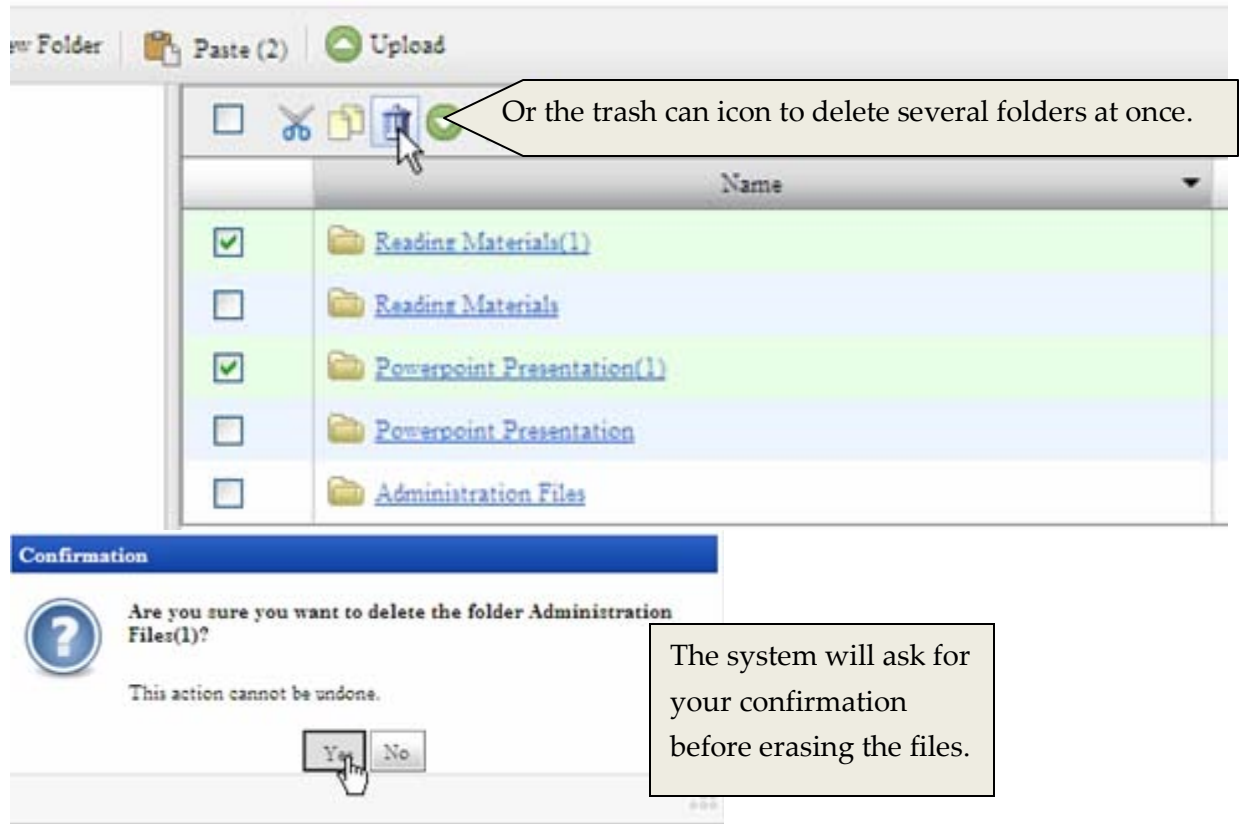 ew Folder Paste (2) Upload
Or the trash can icon to delete several folders at once.
Name
Reading Materials(1)
Reading Materials
Powerpoint Presentation(1)
Powerpoint Presentation
Administration Files
Confirmation
Are you sure you want to delete the folder Administration
Files(1)?
This action cannot be undone.
Yes No
The system will ask for
your confirmation
before erasing the files.